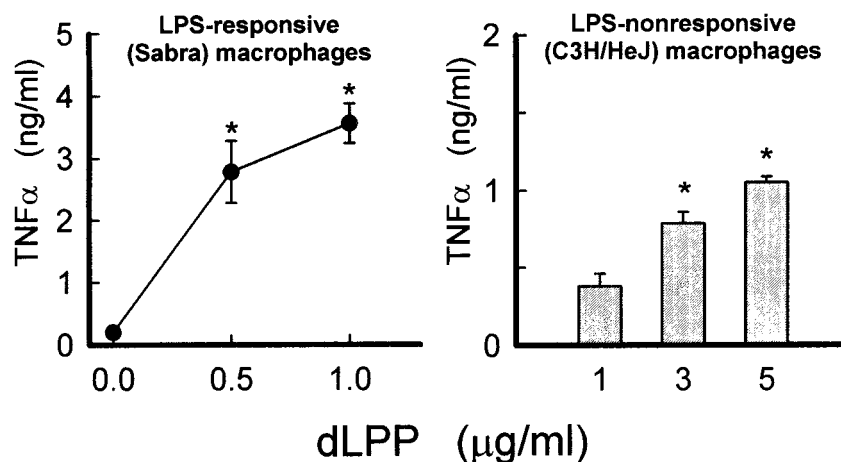 LPS-responsive
(Sabra) macrophages
5
4
3
2
1
0
TNFα (ng/ml)
*
*
0.0 0.5 1.0
LPS-nonresponsive
(C3H/HeJ) macrophages
2
1
0
TNFα (ng/ml)
*
*
1 3 5
dLPP (μg/ml)